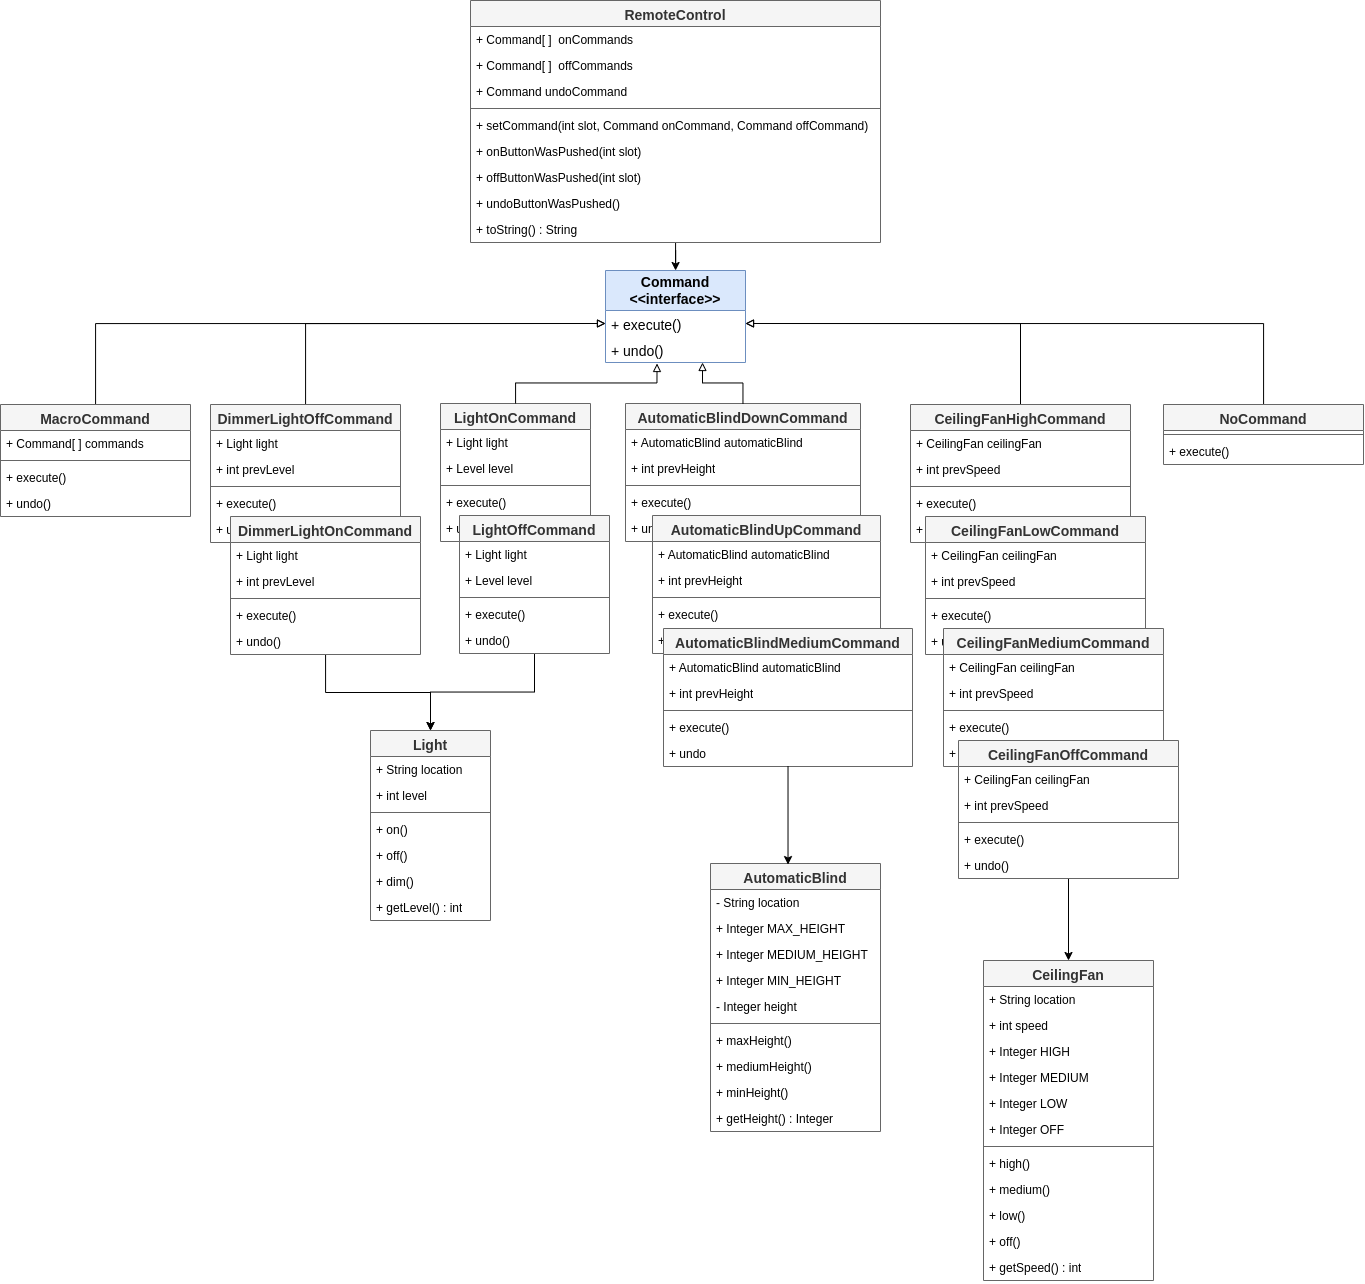 RemoteControl
+ Command[ ]  onCommands
+ Command[ ]  offCommands
+ Command undoCommand
+ setCommand(int slot, Command onCommand, Command offCommand)
+ onButtonWasPushed(int slot)
+ offButtonWasPushed(int slot)
+ undoButtonWasPushed()
+ toString() : String
Command
<<interface>>
+ execute()
+ undo()
MacroCommand
+ Command[ ] commands
+ execute()
+ undo()
DimmerLightOffCommand
+ Light light
+ int prevLevel
+ execute()
DimmerLightOnCommand
+ Light light
+ int prevLevel
+ execute()
+ undo()
LightOnCommand
+ Light light
+ Level level
+ execute()
LightOffCommand
+ Light light
+ Level level
+ execute()
+ undo()
Light
+ String location
+ int level
+ on()
+ off()
+ dim()
+ getLevel() : int
AutomaticBlindDownCommand
+ AutomaticBlind automaticBlind
+ int prevHeight
+ execute()
AutomaticBlindUpCommand
+ AutomaticBlind automaticBlind
+ int prevHeight
+ execute()
AutomaticBlindMediumCommand
+ AutomaticBlind automaticBlind
+ int prevHeight
+ execute()
+ undo
AutomaticBlind
- String location
+ Integer MAX_HEIGHT
+ Integer MEDIUM_HEIGHT
+ Integer MIN_HEIGHT
- Integer height
+ maxHeight()
+ mediumHeight()
+ minHeight()
+ getHeight() : Integer
CeilingFanHighCommand
+ CeilingFan ceilingFan
+ int prevSpeed
+ execute()
CeilingFanLowCommand
+ CeilingFan ceilingFan
+ int prevSpeed
+ execute()
CeilingFanMediumCommand
+ CeilingFan ceilingFan
+ int prevSpeed
+ execute()
CeilingFanOffCommand
+ CeilingFan ceilingFan
+ int prevSpeed
+ execute()
+ undo()
CeilingFan
+ String location
+ int speed
+ Integer HIGH
+ Integer MEDIUM
+ Integer LOW
+ Integer OFF
+ high()
+ medium()
+ low()
+ off()
+ getSpeed() : int
NoCommand
+ execute()